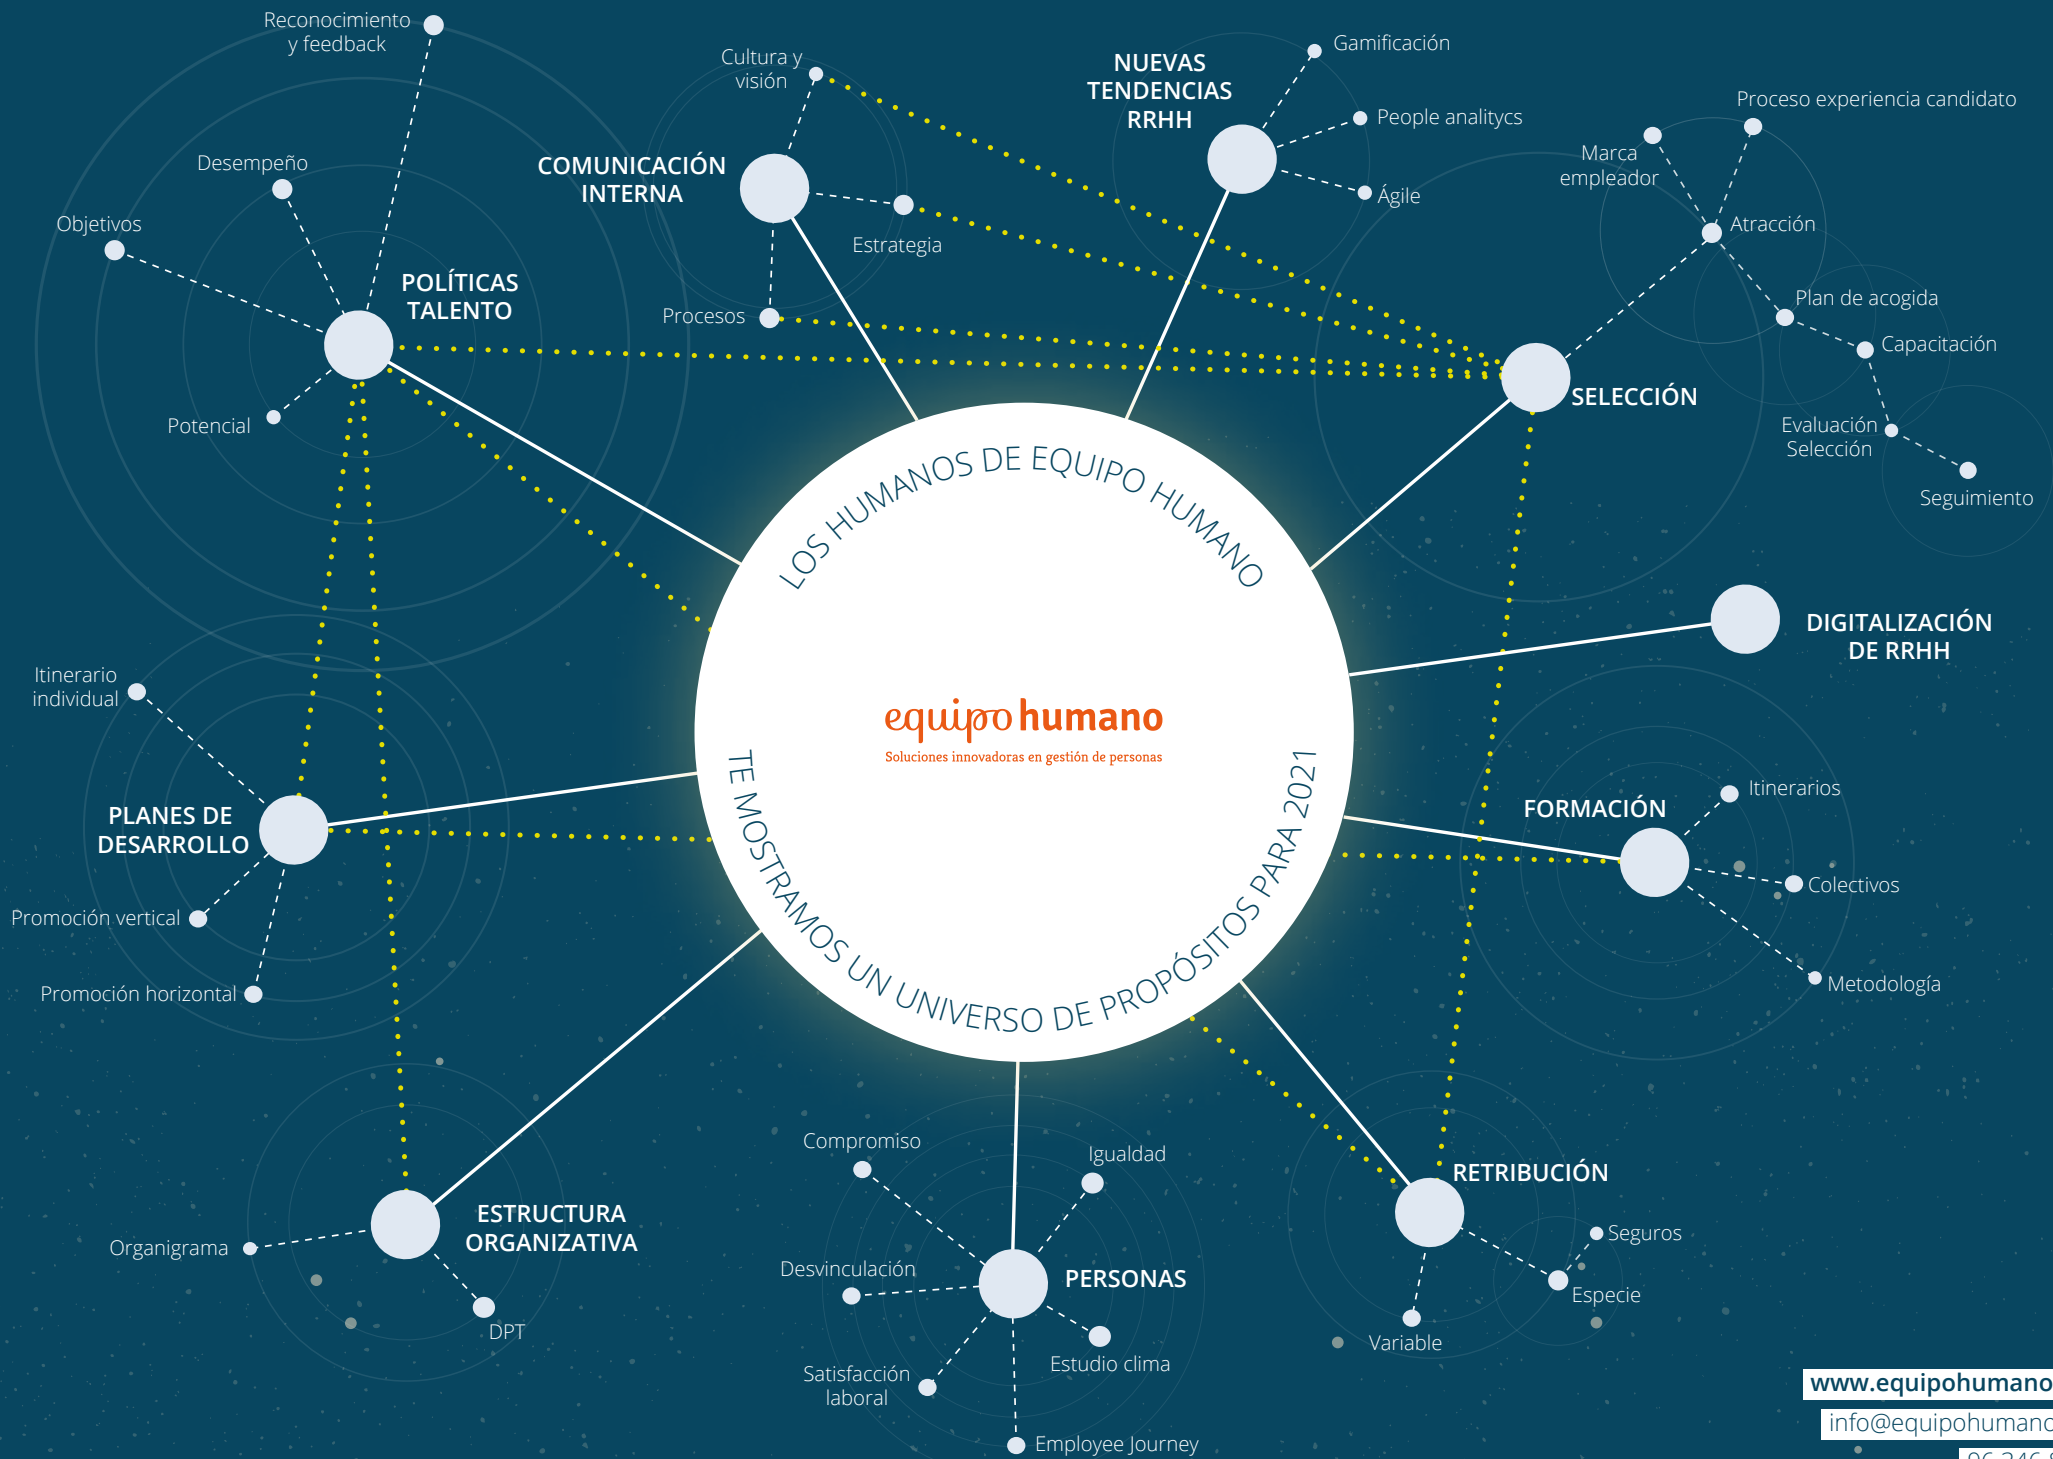 Reconocimiento
y feedback
Desempeño
Objetivos
POLÍTICAS
TALENTO
Potencial
Cultura y
visión
COMUNICACIÓN
INTERNA
Estrategia
Procesos
NUEVAS
TENDENCIAS
RRHH
Gamificación
People analitycs
Ágile
Proceso experiencia candidato
Marca
empleador
Atracción
Plan de acogida
Capacitación
Evaluación
Selección
Seguimiento
SELECCIÓN
LOS HUMANOS DE EQUIPO HUMANO
equipo humano
Soluciones innovadoras en gestión de personas
TE MOSTRAMOS UN UNIVERSO DE PROPÓSITOS PARA 2021
DIGITALIZACIÓN
DE RRHH
Itinerario
individual
PLANES DE
DESARROLLO
Promoción vertical
Promoción horizontal
FORMACIÓN
Itinerarios
Colectivos
Metodología
ESTRUCTURA
ORGANIZATIVA
Organigrama
DPT
Compromiso
Igualdad
Desvinculación
PERSONAS
Estudio clima
Satisfacción
laboral
Employee Journey
RETRIBUCIÓN
Seguros
Especie
Variable
www.equipohumano
info@equipohumano